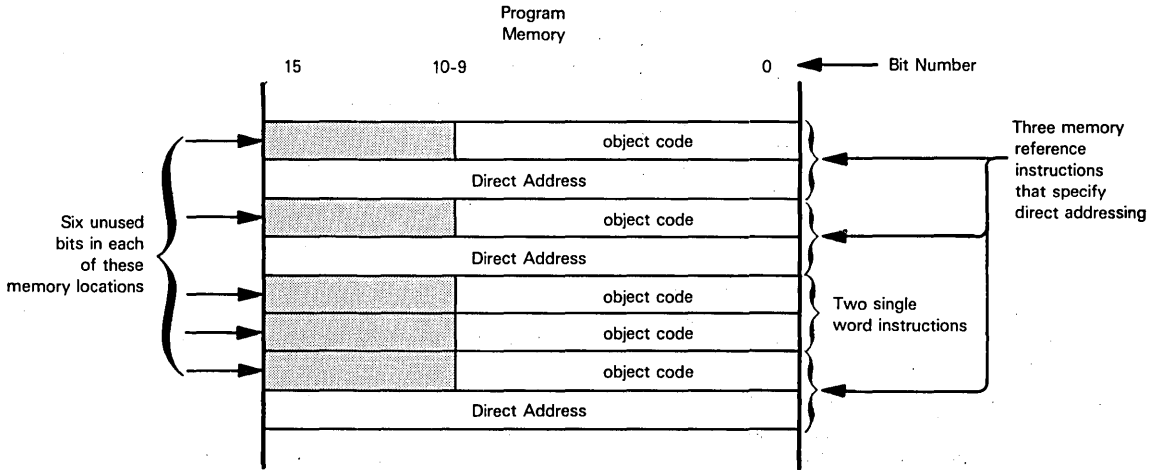 Program
Memory
15
10-9
0
Bit Number
object code
Direct Address
object code
Direct Address
object code
object code
object code
Direct Address
Six unused
bits in each
of these
memory locations
Three memory
reference
instructions
that specify
direct addressing
Two single
word instructions